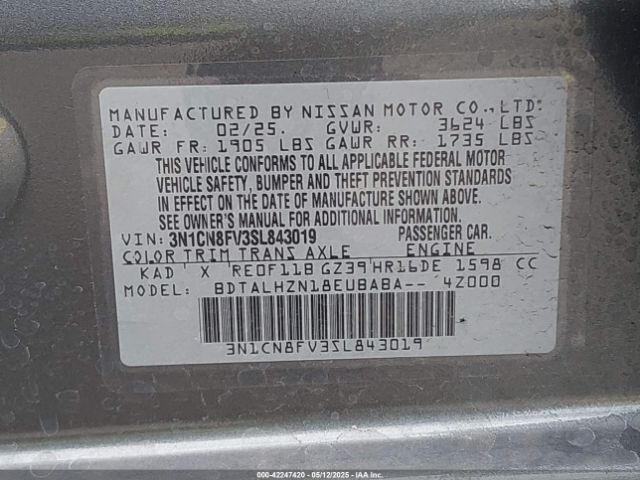 MANUFACTURED BY NISSAN MOTOR CO., LTD.
DATE: 02/25. GVWR: 3624 LBS
GAWR FR: 1905 LBS GAWR RR: 1735 LBS
THIS VEHICLE CONFORMS TO ALL APPLICABLE FEDERAL MOTOR
VEHICLE SAFETY, BUMPER AND THEFT PREVENTION STANDARDS
IN EFFECT ON THE DATE OF MANUFACTURE SHOWN ABOVE.
SEE OWNER'S MANUAL FOR ADDITIONAL INFORMATION.
VIN: 3N1CN8FV3SL843019 PASSENGER CAR.
COLOR TRIM TRANS AXLE ENGINE
KAD X RE0F11B GZ39 HR16DE 1598 CC
MODEL: BDTALHZN18EUBABA-- 4Z000
3N1CN8FV3SL843019
000-42247420 - 05/12/2025 - IAAI.com